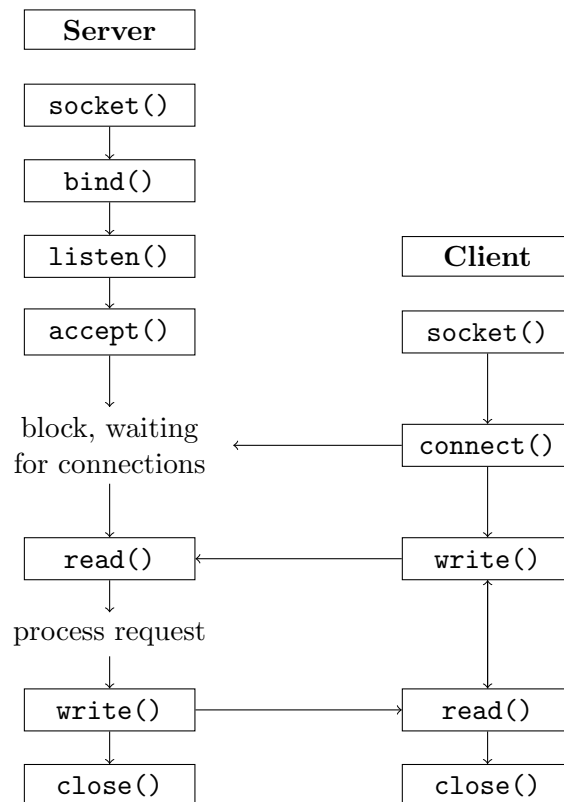 Server
socket()
bind()
listen()
accept()
block, waiting
for connections
read()
process request
write()
close()
Client
socket()
connect()
write()
read()
close()